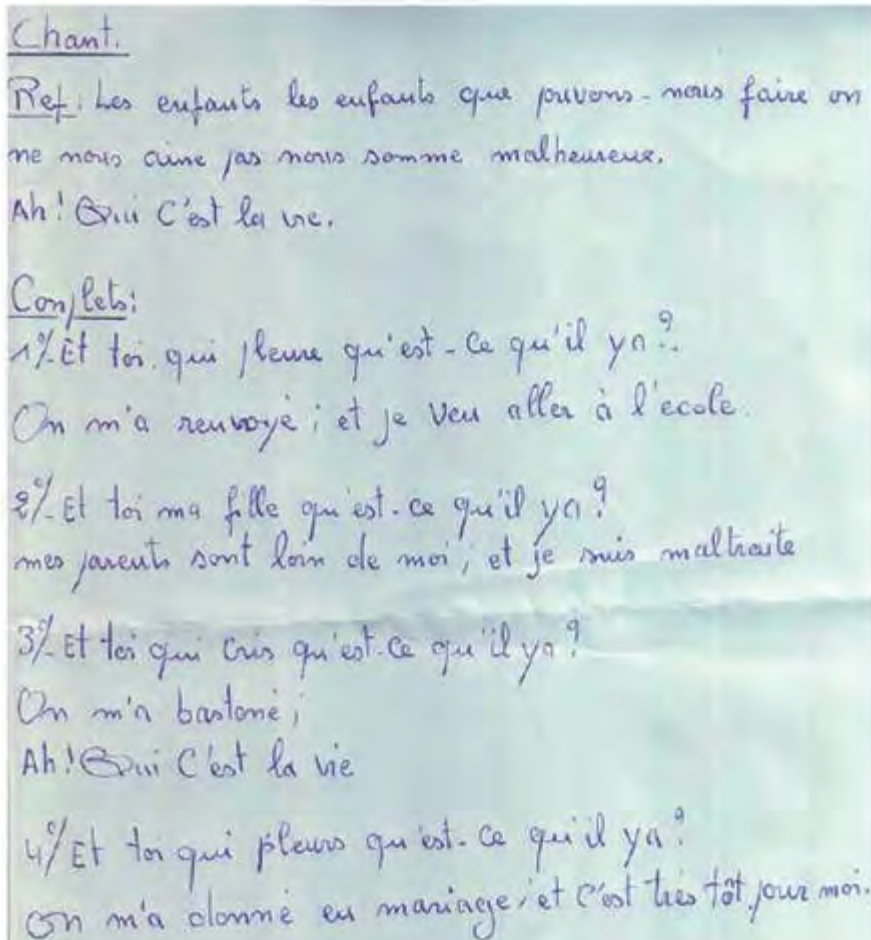 Chant.
Ref: Les enfants les enfants que puvons-nous faire on
ne nous aime pas nous somme malheureux.
Ah! Oui C'est la vie.
Couplets:
1°/-Et toi qui pleure qu'est-ce qu'il ya?
On m'a renvoyé; et je veu aller à l'ecole.
2°/-Et toi ma fille qu'est-ce qu'il ya?
mes parents sont loin de moi; et je suis maltraite
3°/-Et toi qui cris qu'est-ce qu'il ya?
On m'a bastoné;
Ah! Oui C'est la vie
4°/Et toi qui pleurs qu'est-ce qu'il ya?
On m'a donné en mariage; et C'est très tôt pour moi.